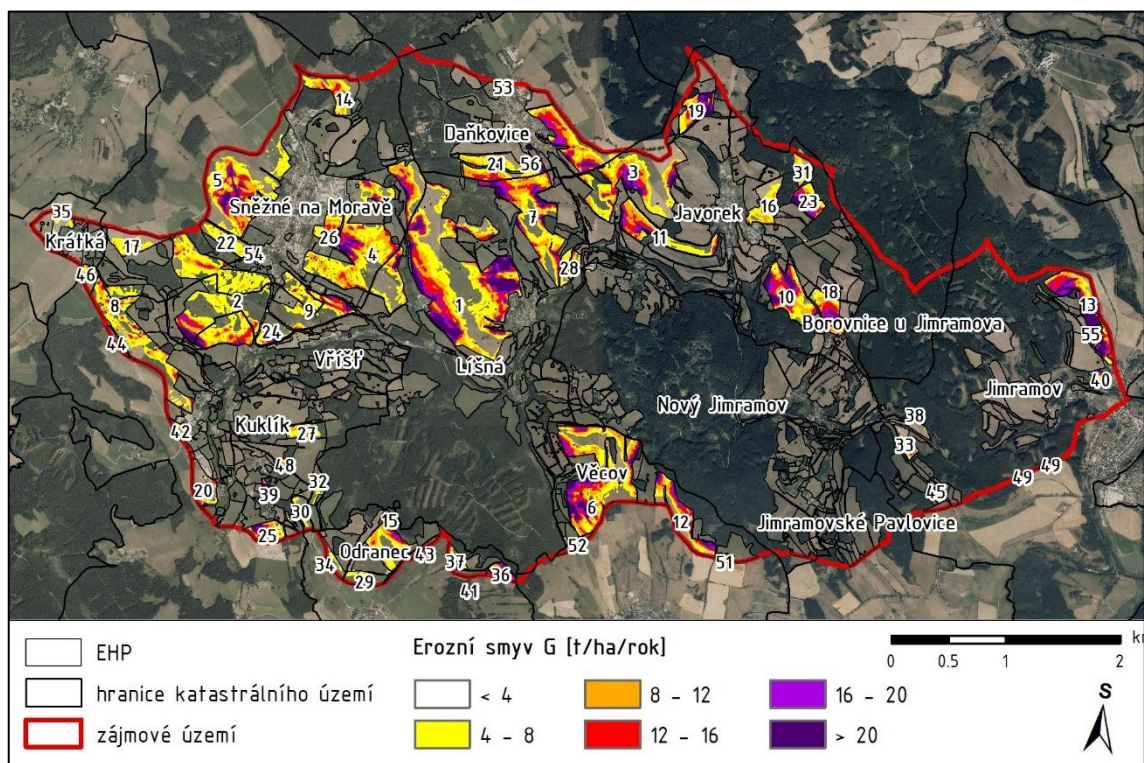 53
14
19
Daňkovice
21 56
3
31
5
23
Sněžné na Moravě
16
35
7
Javorek
Krátká
17
22
26
11
54
4
28
46
8
2
9
1
10
18
13
44
24
Borovnice u Jimramova
55
Vříšť
Líšná
Jimramov
40
Nový Jimramov
38
42
Kuklík
27
33
48
Věcov
20
39
32
6
45
49
49
30
25
15
12
Jimramovské Pavlovice
34
Odranec
43
52
29
37
36
51
41
EHP
hranice katastrálního území
zájmové území
Erozní smyv G [t/ha/rok]
< 4
4 - 8
8 - 12
12 - 16
16 - 20
> 20
km
0 0.5 1 2
S